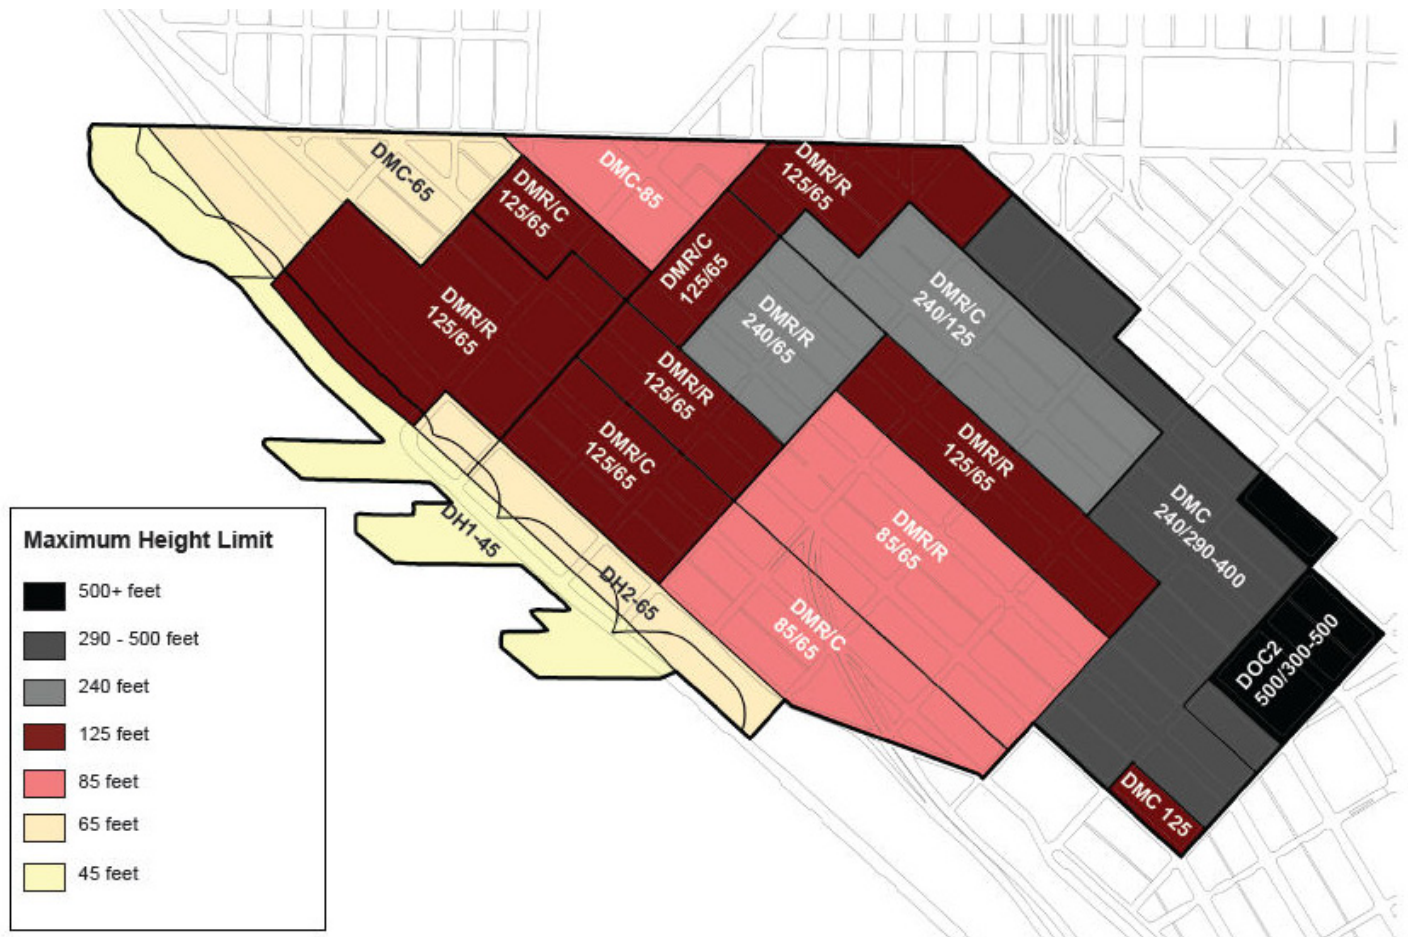 DMC-65
DMR/C
125/65
DMC-85
DMR/R
125/65
DMR/C
125/65
DMR/R
125/65
DMR/R
240/65
DMR/C
240/125
DMR/R
125/65
DMR/C
125/65
DMR/R
125/65
DMC
240/290-400
DMR/R
85/65
DMR/C
85/65
DH1-45
DH2-65
DOC2
500/300-500
DMC 125
Maximum Height Limit
500+ feet
290 - 500 feet
240 feet
125 feet
85 feet
65 feet
45 feet